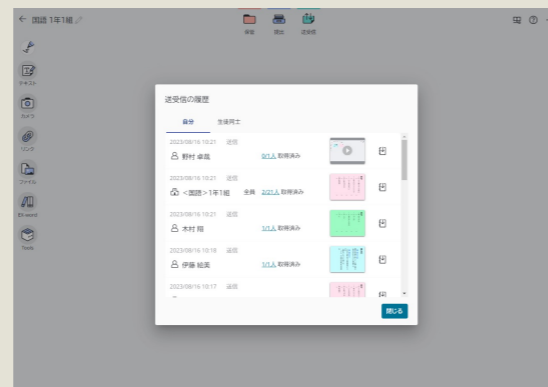 国語 1年1組
保管
提出
送受信
テキスト
カメラ
リンク
ファイル
EX-word
Tools
送受信の履歴
自分 生徒同士
2023/08/16 10:21 送信
野村 卓哉 0/1人 取得済み
2023/08/16 10:21 送信
<国語>1年1組 全員 2/21人 取得済み
2023/08/16 10:21 送信
木村 翔 1/1人 取得済み
2023/08/16 10:18 送信
伊藤 絵美 1/1人 取得済み
2023/08/16 10:17 送信
閉じる